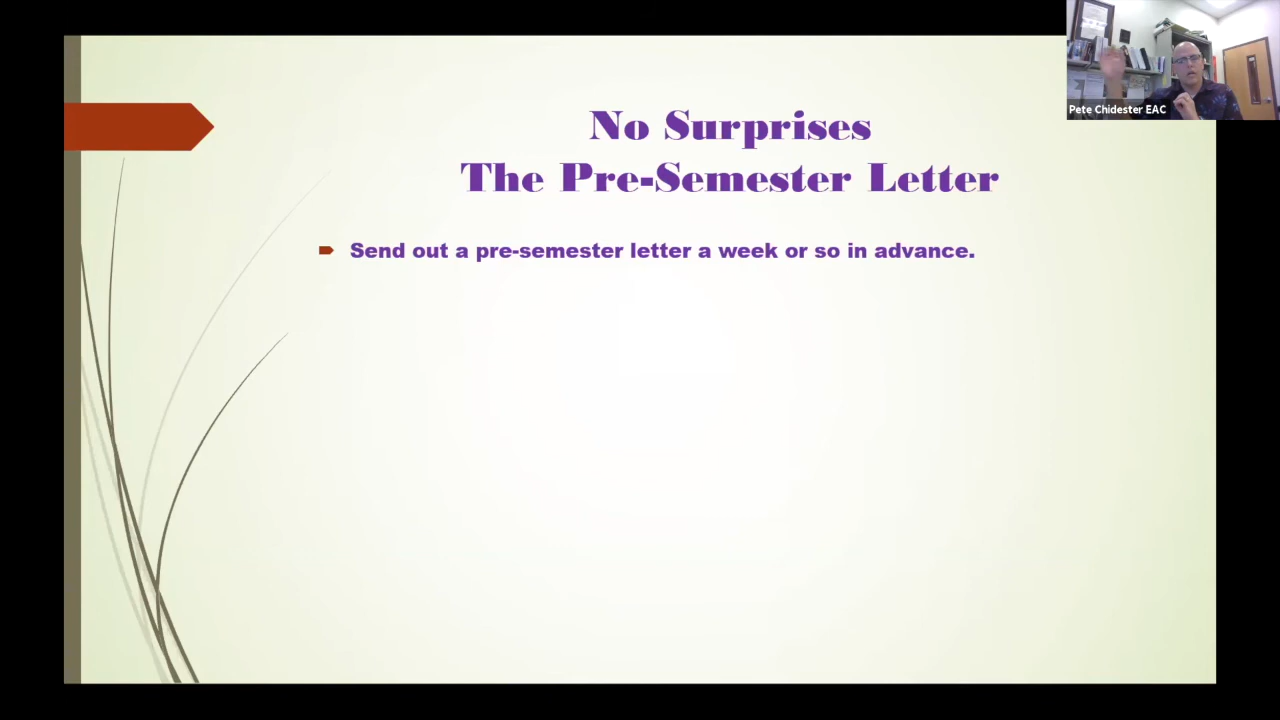 No Surprises
The Pre-Semester Letter
Send out a pre-semester letter a week or so in advance.
Pete Chidester EAC